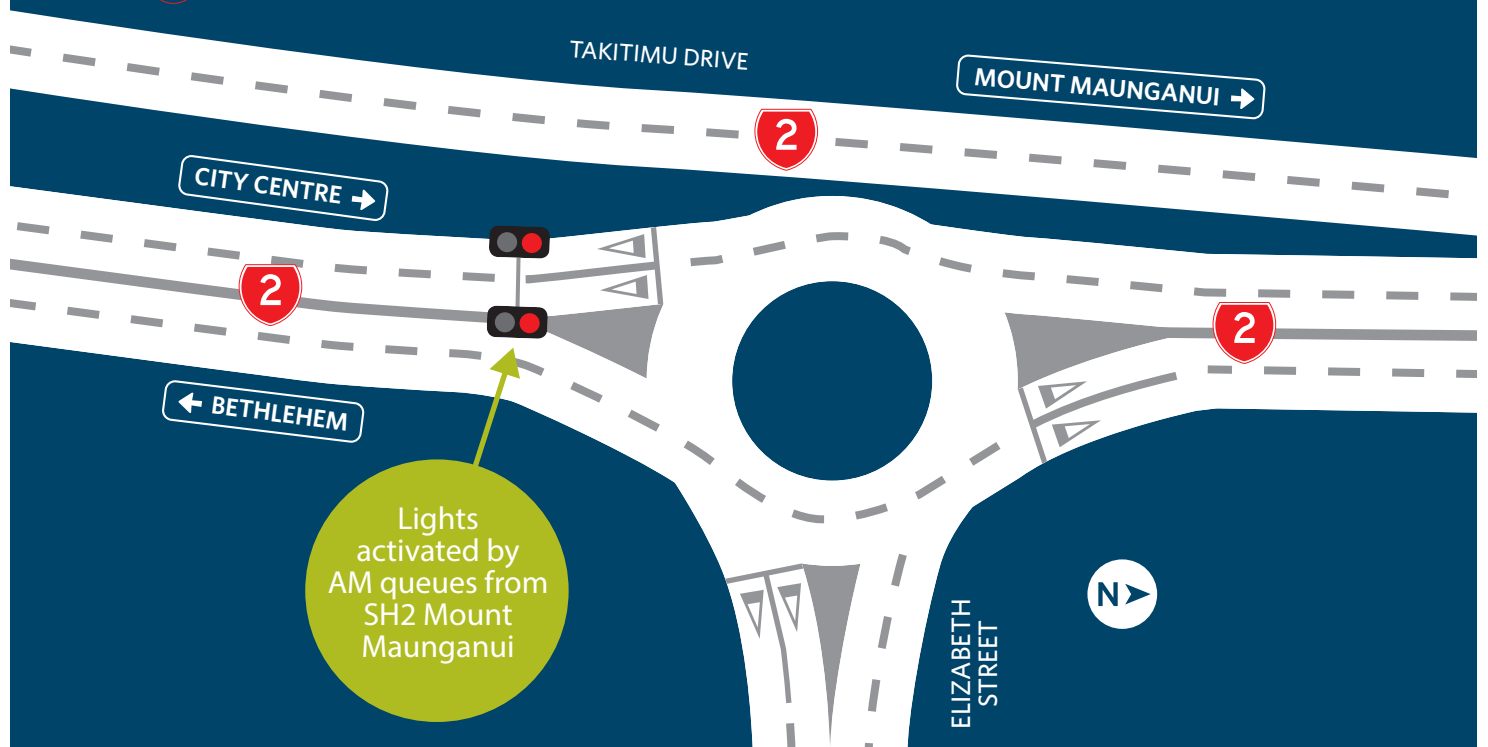 TAKITIMU DRIVE
MOUNT MAUNGANUI
2
CITY CENTRE
2
2
BETHLEHEM
Lights
activated by
AM queues from
SH2 Mount
Maunganui
N
ELIZABETH
STREET